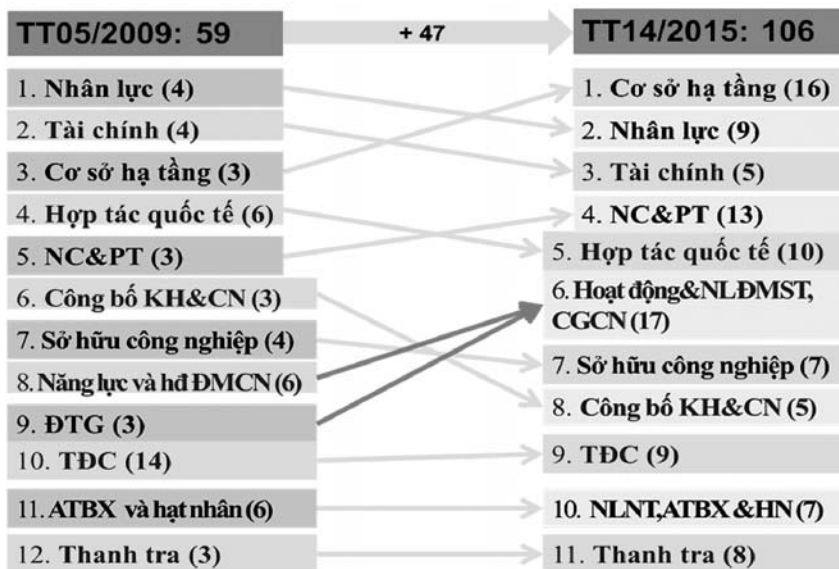 TT05/2009: 59
+ 47
TT14/2015: 106
1. Nhân lực (4)
2. Tài chính (4)
3. Cơ sở hạ tầng (3)
4. Hợp tác quốc tế (6)
5. NC&PT (3)
6. Công bố KH&CN (3)
7. Sở hữu công nghiệp (4)
8. Năng lực và hđ ĐMCN (6)
9. ĐTG (3)
10. TĐC (14)
11. ATBX và hạt nhân (6)
12. Thanh tra (3)
1. Cơ sở hạ tầng (16)
2. Nhân lực (9)
3. Tài chính (5)
4. NC&PT (13)
5. Hợp tác quốc tế (10)
6. Hoạt động&NLĐMST,
CGCN (17)
7. Sở hữu công nghiệp (7)
8. Công bố KH&CN (5)
9. TĐC (9)
10. NLNT,ATBX &HN (7)
11. Thanh tra (8)